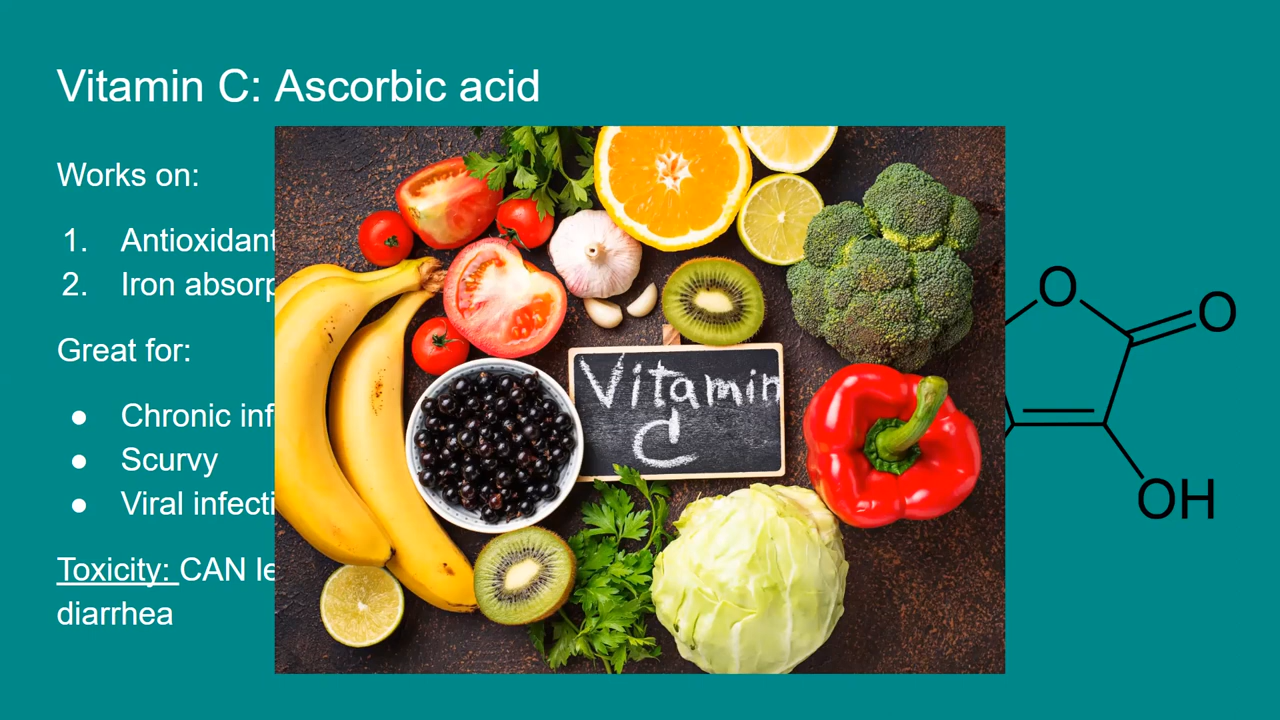 Vitamin C: Ascorbic acid
Works on:
1. Antioxidant
2. Iron absorp
Great for:
● Chronic inf
● Scurvy
● Viral infecti
Toxicity: CAN le
diarrhea
Vitamin
C
O
O
OH